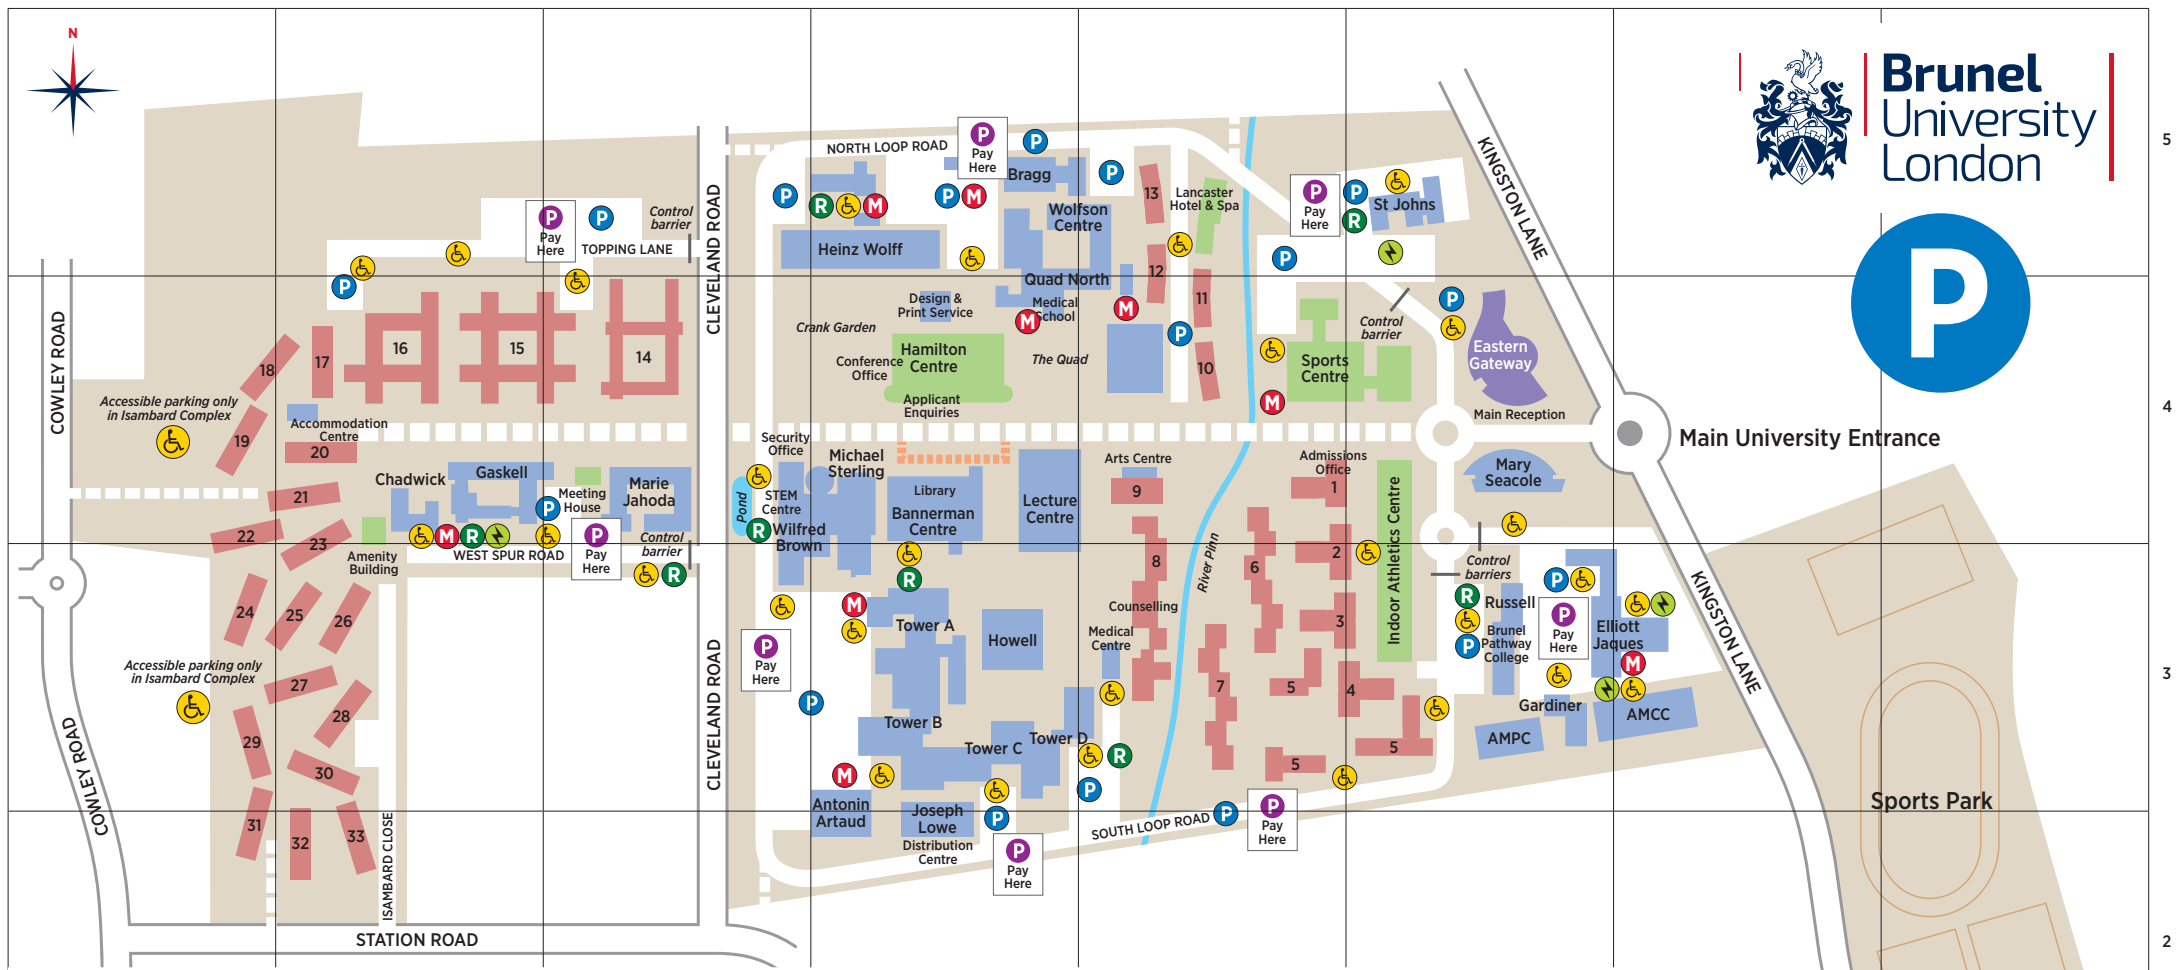 N
Brunel
University
London
5
4
3
2
P
NORTH LOOP ROAD
P
Pay
Here
P
Bragg
P
P
R
M
P
M
13
Lancaster
Hotel & Spa
P
Pay
Here
P
R
St Johns
KINGSTON LANE
P
Pay
Here
P
Control
barrier
TOPPING LANE
CLEVELAND ROAD
Wolfson
Centre
Heinz Wolff
P
P
Quad North
12
11
10
Design &
Print Service
Medical
School
M
M
P
P
Control
barrier
Crank Garden
Hamilton
Centre
Conference
Office
The Quad
Applicant
Enquiries
M
Sports
Centre
Eastern
Gateway
Main Reception
COWLEY ROAD
18
17
16
15
14
Accessible parking only
in Isambard Complex
19
Accommodation
Centre
20
Main University Entrance
Security
Office
Michael
Sterling
Chadwick
Gaskell
Marie
Jahoda
Meeting
House
P
21
22
23
M
R
WEST SPUR ROAD
P
Pay
Here
Control
barrier
R
Amenity
Building
Pond
STEM
Centre
R
Wilfred
Brown
Library
Bannerman
Centre
R
Lecture
Centre
Arts Centre
9
Admissions
Office
1
2
3
4
5
5
5
6
7
8
Indoor Athletics Centre
Mary
Seacole
River Pinn
Counselling
Medical
Centre
Control
barriers
R
Russell
P
Brunel
Pathway
College
P
P
Pay
Here
Elliott
Jaques
M
Gardiner
AMCC
AMPC
KINGSTON LANE
Sports Park
24
25
26
Accessible parking only
in Isambard Complex
27
28
29
30
31
32
33
COWLEY ROAD
ISAMBARD CLOSE
STATION ROAD
CLEVELAND ROAD
P
Pay
Here
P
M
Tower A
Howell
Tower B
Tower C
Tower D
R
P
M
Antonin
Artaud
Joseph
Lowe
Distribution
Centre
P
P
Pay
Here
SOUTH LOOP ROAD
P
P
Pay
Here